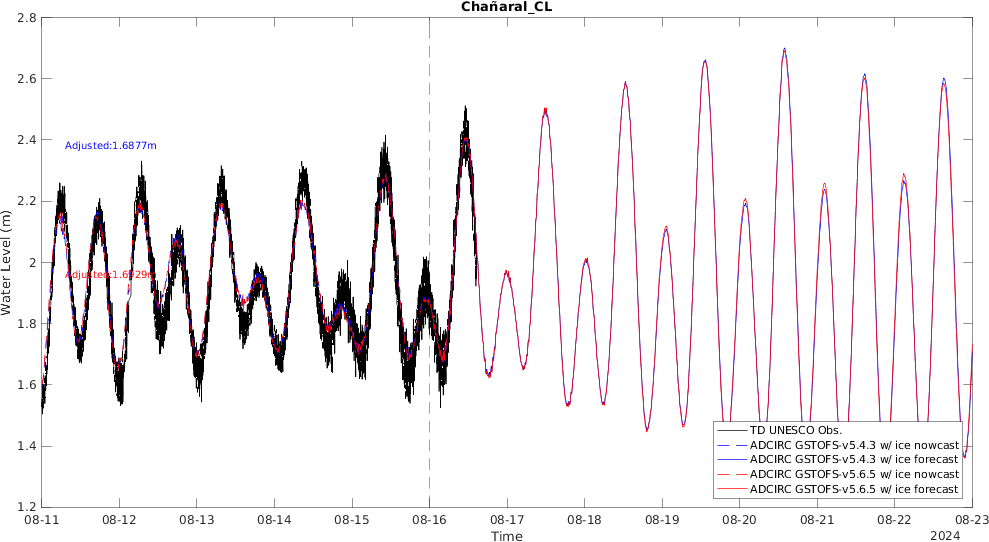 Chañaral_CL
2.8
2.6
2.4
2.2
2
1.8
1.6
1.4
1.2
Water Level (m)
Adjusted:1.6877m
TD UNESCO Obs.
ADCIRC GSTOFS-v5.4.3 w/ ice nowcast
ADCIRC GSTOFS-v5.4.3 w/ ice forecast
ADCIRC GSTOFS-v5.6.5 w/ ice nowcast
ADCIRC GSTOFS-v5.6.5 w/ ice forecast
08-11 08-12 08-13 08-14 08-15 08-16 08-17 08-18 08-19 08-20 08-21 08-22 08-23
Time
2024